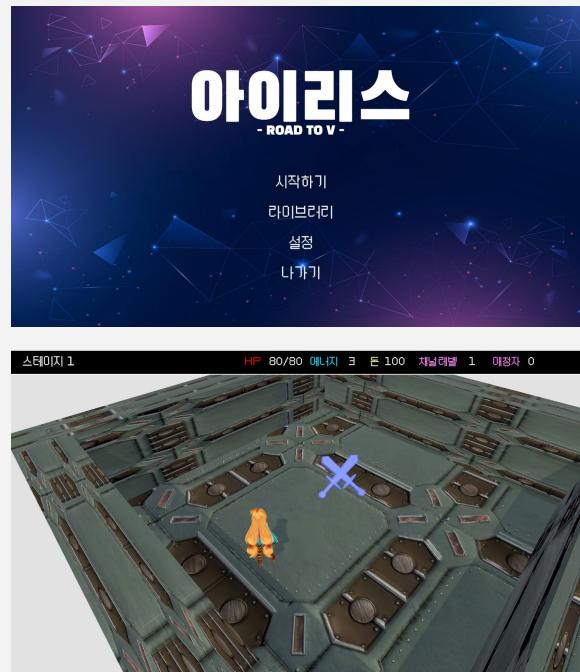 아이리스
- ROAD TO V -
시작하기
라이브러리
설정
나가기
스테이지 1 HP 80/80 에너지 3 돈 100 채널레벨 1 애청자 0